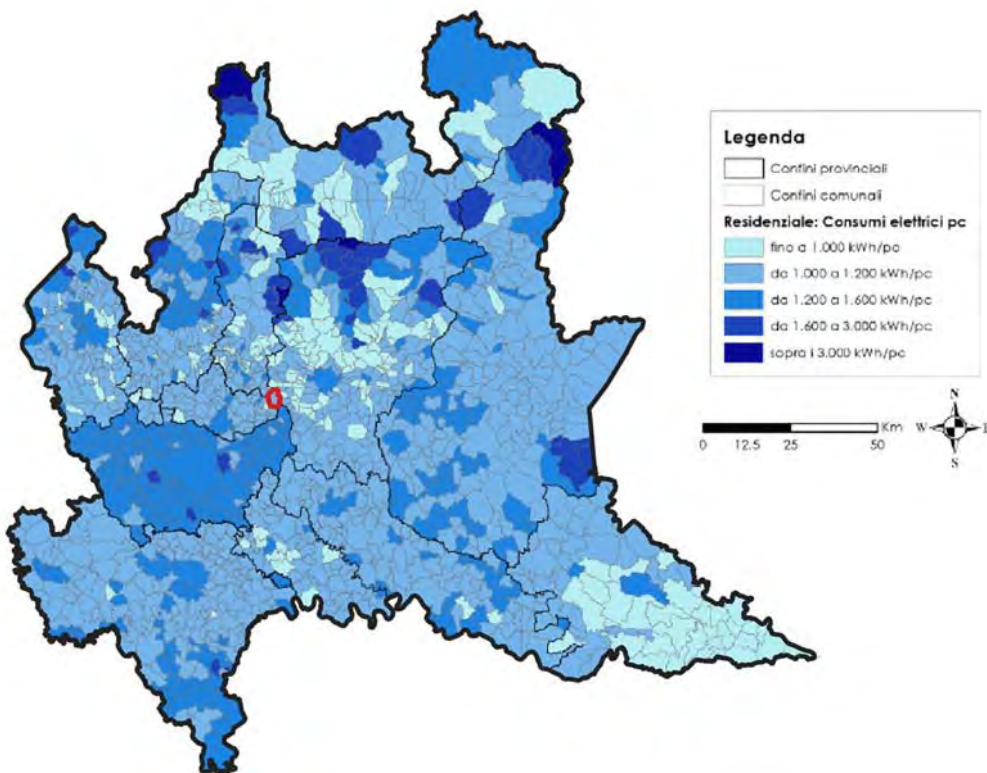 Legenda
Confini provinciali
Confini comunali
Residenziale: Consumi elettrici pc
fino a 1.000 kWh/pc
da 1.000 a 1.200 kWh/pc
da 1.200 a 1.600 kWh/pc
da 1.600 a 3.000 kWh/pc
sopra i 3.000 kWh/pc
N
W E
S
Km
0 12.5 25 50